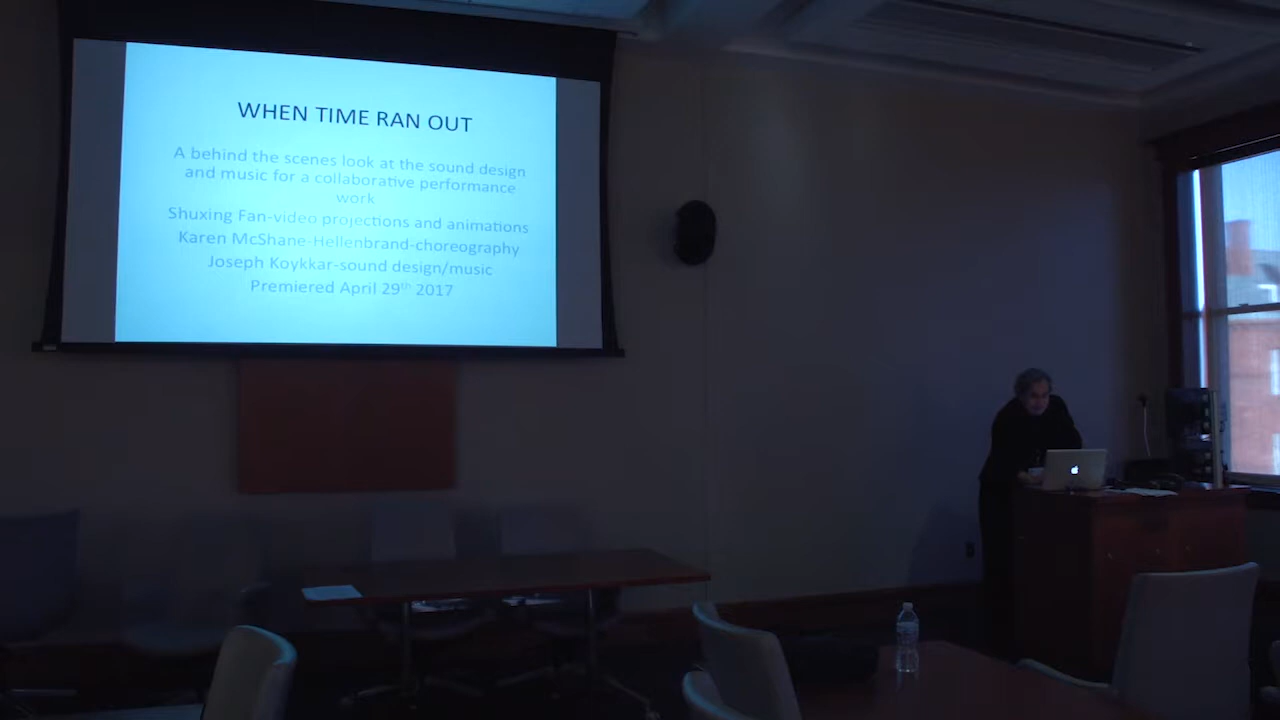 WHEN TIME RAN OUT
A behind the scenes look at the sound design
and music for a collaborative performance
work
Shuxing Fan-video projections and animations
Karen McShane-Hellenbrand-choreography
Joseph Koykkar-sound design/music
Premiered April 29th 2017